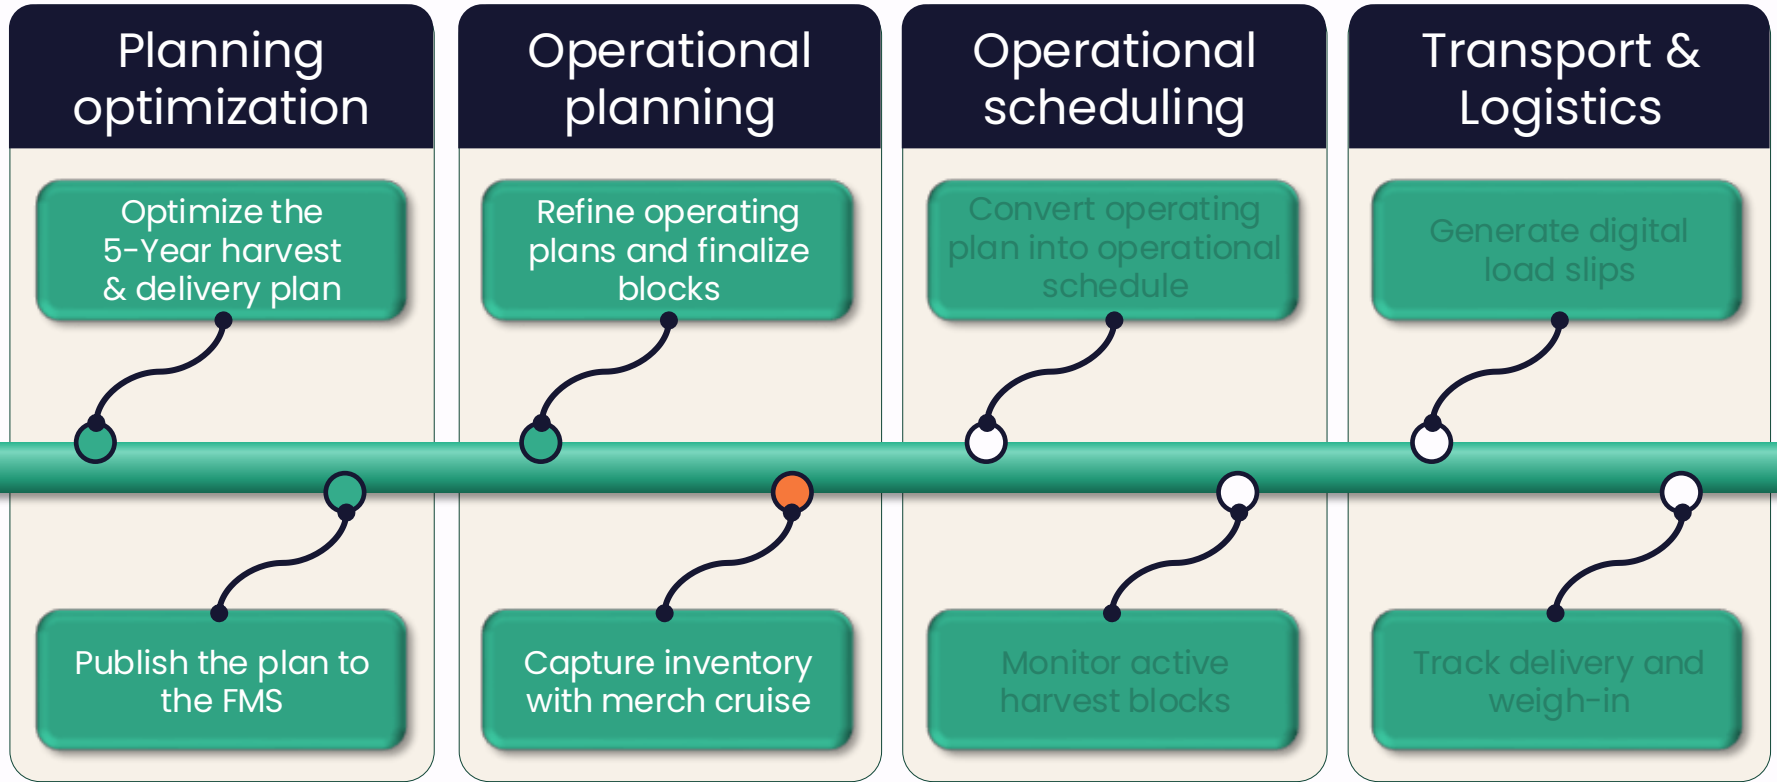 Planning
optimization
Optimize the
5-Year harvest
& delivery plan
Publish the plan to
the FMS
Operational
planning
Refine operating
plans and finalize
blocks
Capture inventory
with merch cruise
Operational
scheduling
Convert operating
plan into operational
schedule
Monitor active
harvest blocks
Transport &
Logistics
Generate digital
load slips
Track delivery and
weigh-in